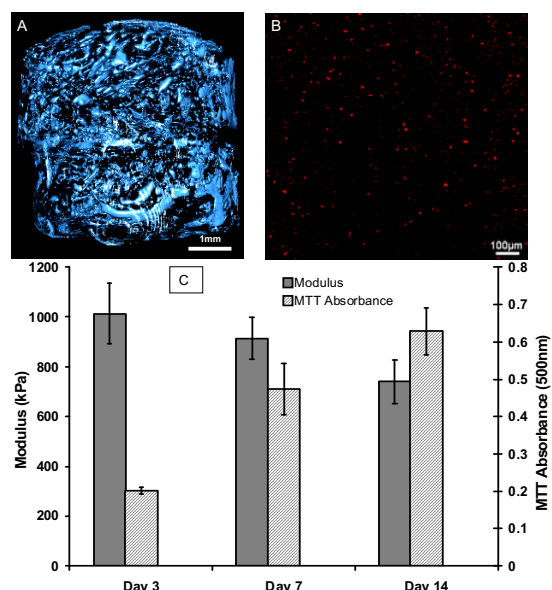 A
B
1mm
100µm
C
Modulus
MTT Absorbance
Modulus (kPa)
1200
1000
800
600
400
200
0
MTT Absorbance (500nm)
0.8
0.7
0.6
0.5
0.4
0.3
0.2
0.1
0
Day 3
Day 7
Day 14